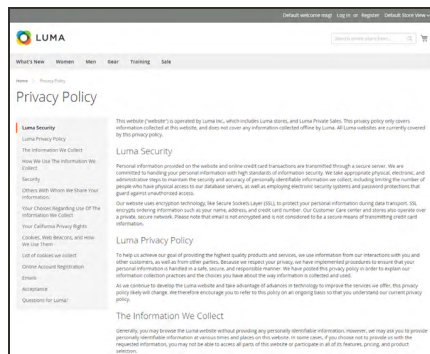 Default welcome msg! Log In or Register Default Store View
LUMA
Search entire store here...
What's New Women Men Gear Training Sale
Home Privacy Policy
Privacy Policy
Luma Security
Luma Privacy Policy
The Information We Collect
How We Use The Information We
Collect
Security
Others With Whom We Share Your
Information
Your Choices Regarding Use Of The
Information We Collect
Your California Privacy Rights
Cookies, Web Beacons, and How
We Use Them
List of cookies we collect
Online Account Registration
Emails
Acceptance
Questions for Luma?
This website ("website") is operated by Luma Inc., which includes Luma stores, and Luma Private Sales. This privacy policy only covers
information collected at this website, and does not cover any information collected offline by Luma. All Luma websites are currently covered
by this privacy policy.
Luma Security
Personal information provided on the website and online credit card transactions are transmitted through a secure server. We are
committed to handling your personal information with high standards of information security. We take appropriate physical, electronic, and
administrative steps to maintain the security and accuracy of personally identifiable information we collect, including limiting the number of
people who have physical access to our database servers, as well as employing electronic security systems and password protections that
guard against unauthorized access.
Our website uses encryption technology, like Secure Sockets Layer (SSL), to protect your personal information during data transport. SSL
encrypts ordering information such as your name, address, and credit card number. Our Customer Care center and stores also operate over
a private, secure network. Please note that email is not encrypted and is not considered to be a secure means of transmitting credit card
information.
Luma Privacy Policy
To help us achieve our goal of providing the highest quality products and services, we use information from our interactions with you and
other customers, as well as from other parties. Because we respect your privacy, we have implemented procedures to ensure that your
personal information is handled in a safe, secure, and responsible manner. We have posted this privacy policy in order to explain our
information collection practices and the choices you have about the way information is collected and used.
As we continue to develop the Luma website and take advantage of advances in technology to improve the services we offer, this privacy
policy likely will change. We therefore encourage you to refer to this policy on an ongoing basis so that you understand our current privacy
policy.
The Information We Collect
Generally, you may browse the Luma website without providing any personally identifiable information. However, we may ask you to provide
personally identifiable information at various times and places on this website. In some cases, if you choose not to provide us with the
requested information, you may not be able to access all parts of this website or participate in all of its features, pricing, and product
selection.